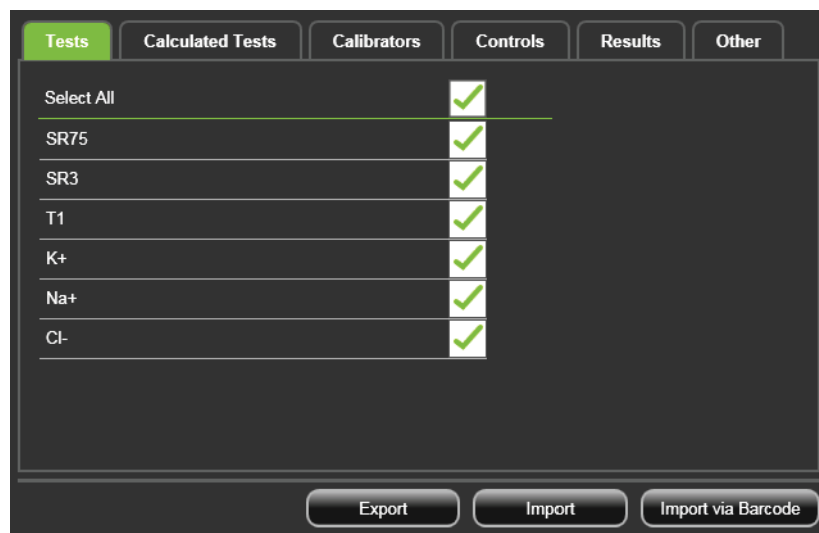 Tests Calculated Tests Calibrators Controls Results Other
Select All
SR75
SR3
T1
K+
Na+
Cl-
Export Import Import via Barcode